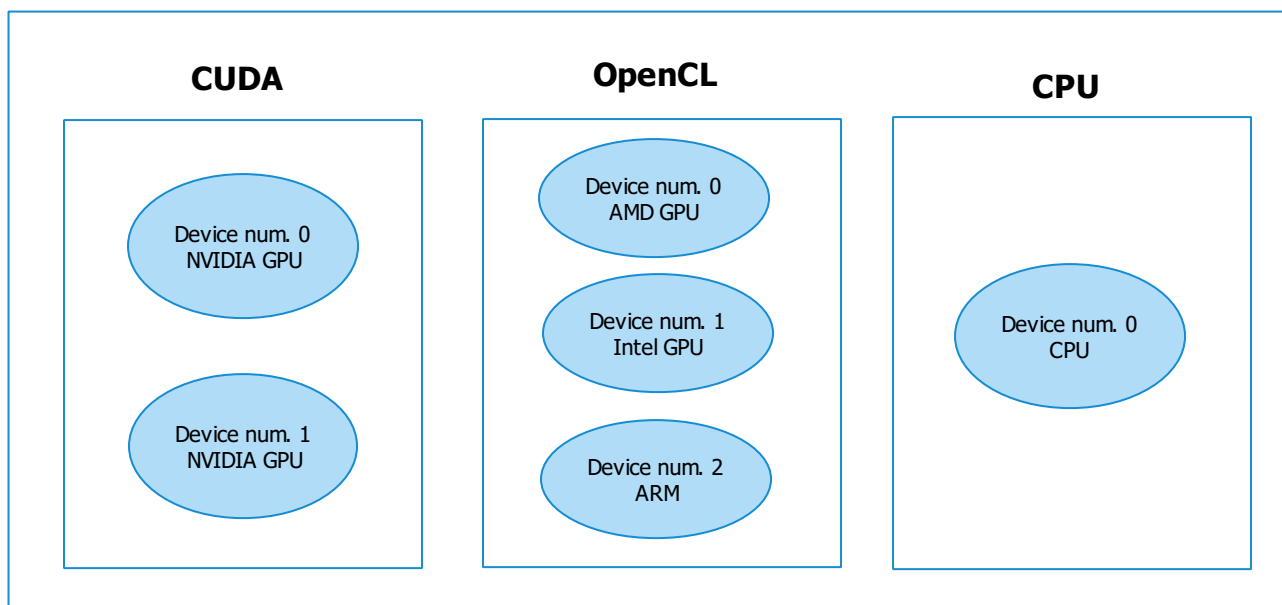 CUDA
Device num. 0
NVIDIA GPU
Device num. 1
NVIDIA GPU
OpenCL
Device num. 0
AMD GPU
Device num. 1
Intel GPU
Device num. 2
ARM
CPU
Device num. 0
CPU